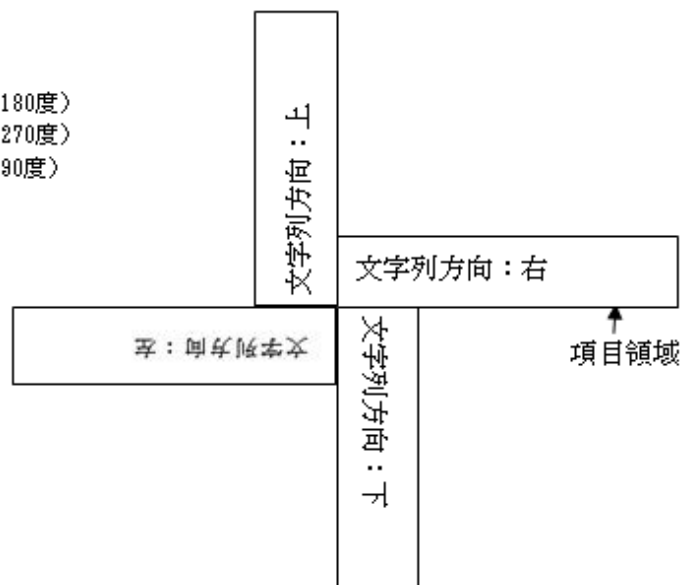 180度）
270度）
90度）
文字列方向：上
文字列方向：右
文字列方向：左
文字列方向：下
項目領域